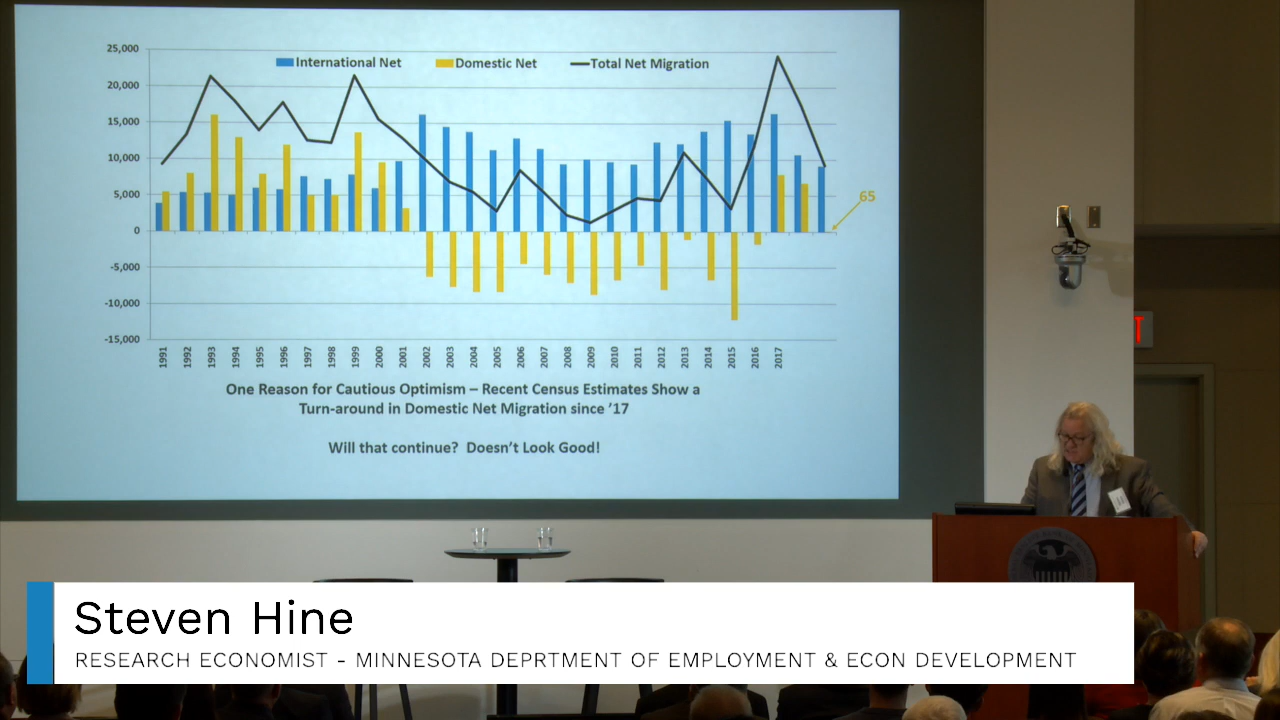 25,000
20,000
15,000
10,000
5,000
0
-5,000
-10,000
-15,000
International Net Domestic Net Total Net Migration
65
1991 1992 1993 1994 1995 1996 1997 1998 1999 2000 2001 2002 2003 2004 2005 2006 2007 2008 2009 2010 2011 2012 2013 2014 2015 2016 2017
One Reason for Cautious Optimism – Recent Census Estimates Show a
Turn-around in Domestic Net Migration since ’17
Will that continue? Doesn’t Look Good!
T
Steven Hine
RESEARCH ECONOMIST - MINNESOTA DEPRTMENT OF EMPLOYMENT & ECON DEVELOPMENT